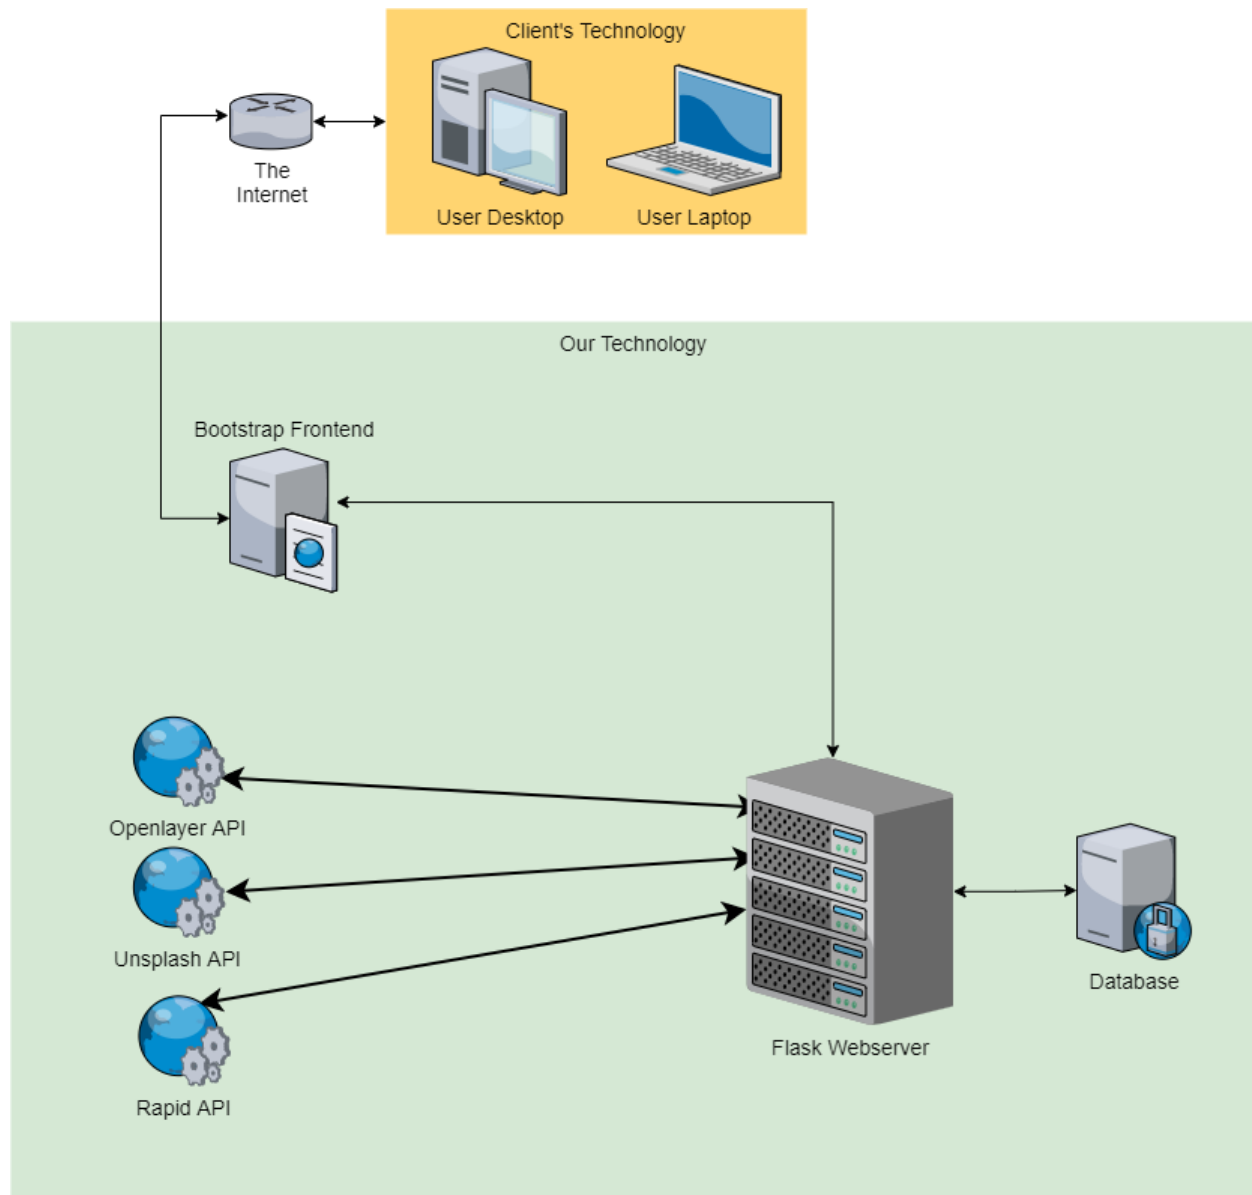 Client's Technology
User Desktop
User Laptop
The
Internet
Our Technology
Bootstrap Frontend
Openlayer API
Unsplash API
Rapid API
Flask Webserver
Database